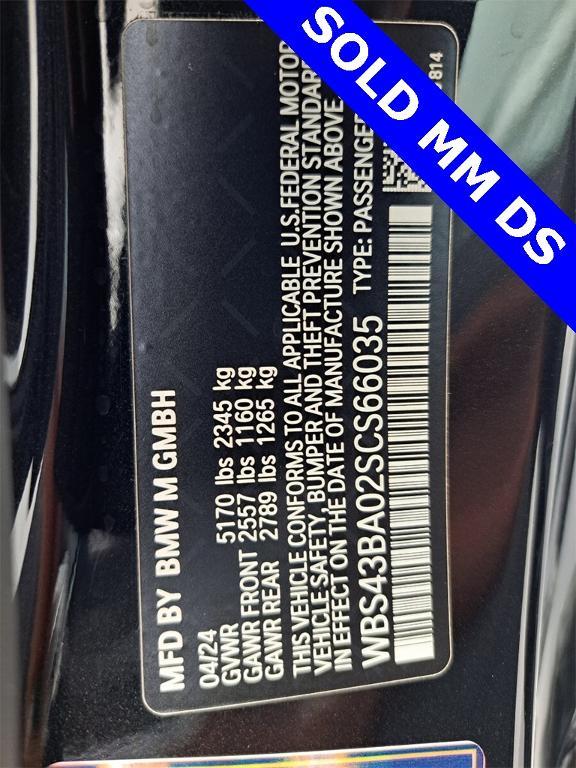 SOLD MM DS
MFD BY BMW M GMBH
04/24
GVWR 5170 lbs 2345 kg
GAWR FRONT 2557 lbs 1160 kg
GAWR REAR 2789 lbs 1265 kg
THIS VEHICLE CONFORMS TO ALL APPLICABLE U.S.FEDERAL MOTOR
VEHICLE SAFETY, BUMPER AND THEFT PREVENTION STANDARD
IN EFFECT ON THE DATE OF MANUFACTURE SHOWN ABOVE.
WBS43BA02SCS66035 TYPE: PASSENGER
1814